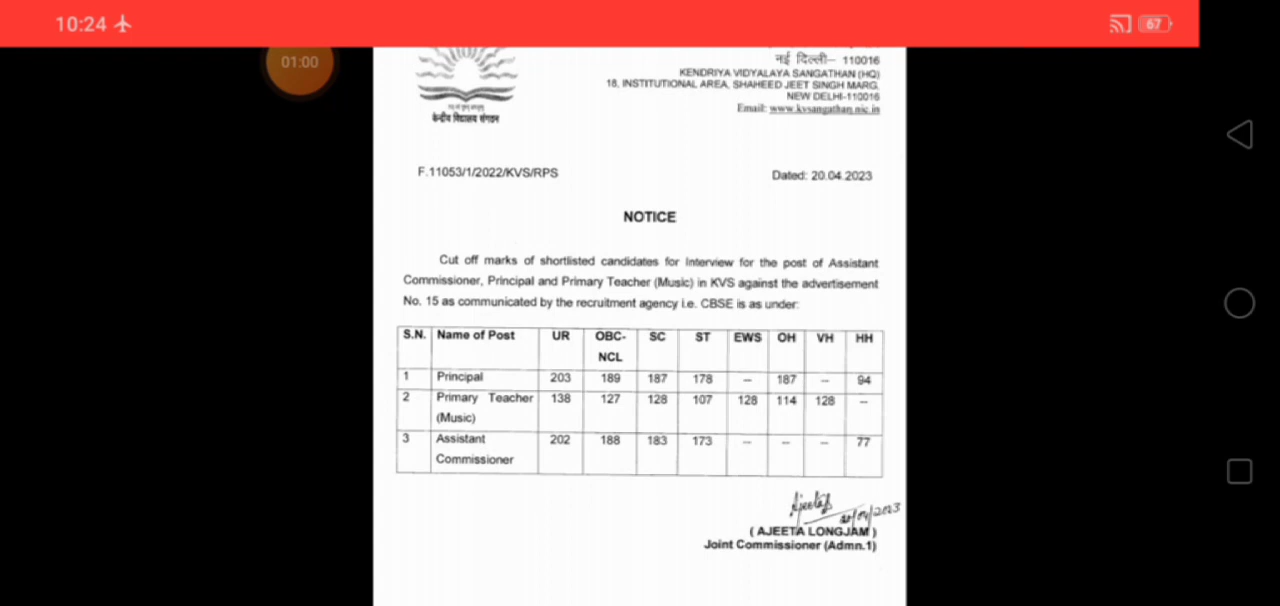 10:24
67
01:00
नई दिल्ली– 110016
KENDRIYA VIDYALAYA SANGATHAN (HQ)
18, INSTITUTIONAL AREA, SHAHEED JEET SINGH MARG,
NEW DELHI-110016
Email: www.kvsangathan.nic.in
केन्द्रीय विद्यालय संगठन
F.11053/1/2022/KVS/RPS
Dated: 20.04.2023
NOTICE
Cut off marks of shortlisted candidates for Interview for the post of Assistant
Commissioner, Principal and Primary Teacher (Music) in KVS against the advertisement
No. 15 as communicated by the recruitment agency i.e. CBSE is as under:
S.N. Name of Post UR OBC-NCL SC ST EWS OH VH HH
1 Principal 203 189 187 178 -- 187 -- 94
2 Primary Teacher (Music) 138 127 128 107 128 114 128 --
3 Assistant Commissioner 202 188 183 173 -- -- -- 77
20/04/2023
( AJEETA LONGJAM )
Joint Commissioner (Admn.1)